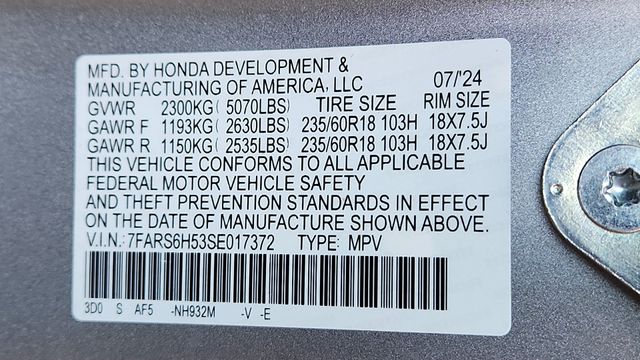 MFD. BY HONDA DEVELOPMENT &
MANUFACTURING OF AMERICA, LLC 07/'24
GVWR 2300KG ( 5070LBS) TIRE SIZE RIM SIZE
GAWR F 1193KG ( 2630LBS) 235/60R18 103H 18X7.5J
GAWR R 1150KG ( 2535LBS) 235/60R18 103H 18X7.5J
THIS VEHICLE CONFORMS TO ALL APPLICABLE
FEDERAL MOTOR VEHICLE SAFETY
AND THEFT PREVENTION STANDARDS IN EFFECT
ON THE DATE OF MANUFACTURE SHOWN ABOVE.
V.I.N.: 7FARS6H53SE017372 TYPE: MPV
3D0 S AF5 -NH932M -V -E